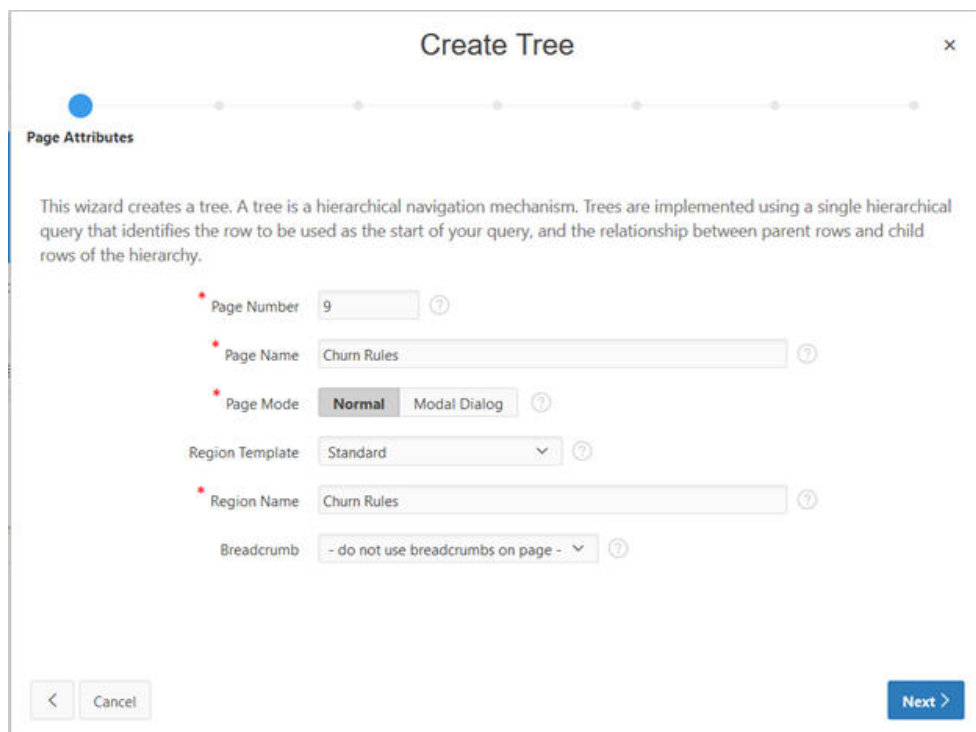 Create Tree
Page Attributes
This wizard creates a tree. A tree is a hierarchical navigation mechanism. Trees are implemented using a single hierarchical
query that identifies the row to be used as the start of your query, and the relationship between parent rows and child
rows of the hierarchy.
* Page Number 9 ?
* Page Name Churn Rules ?
* Page Mode Normal Modal Dialog ?
Region Template Standard ?
* Region Name Churn Rules ?
Breadcrumb - do not use breadcrumbs on page - ?
< Cancel Next >